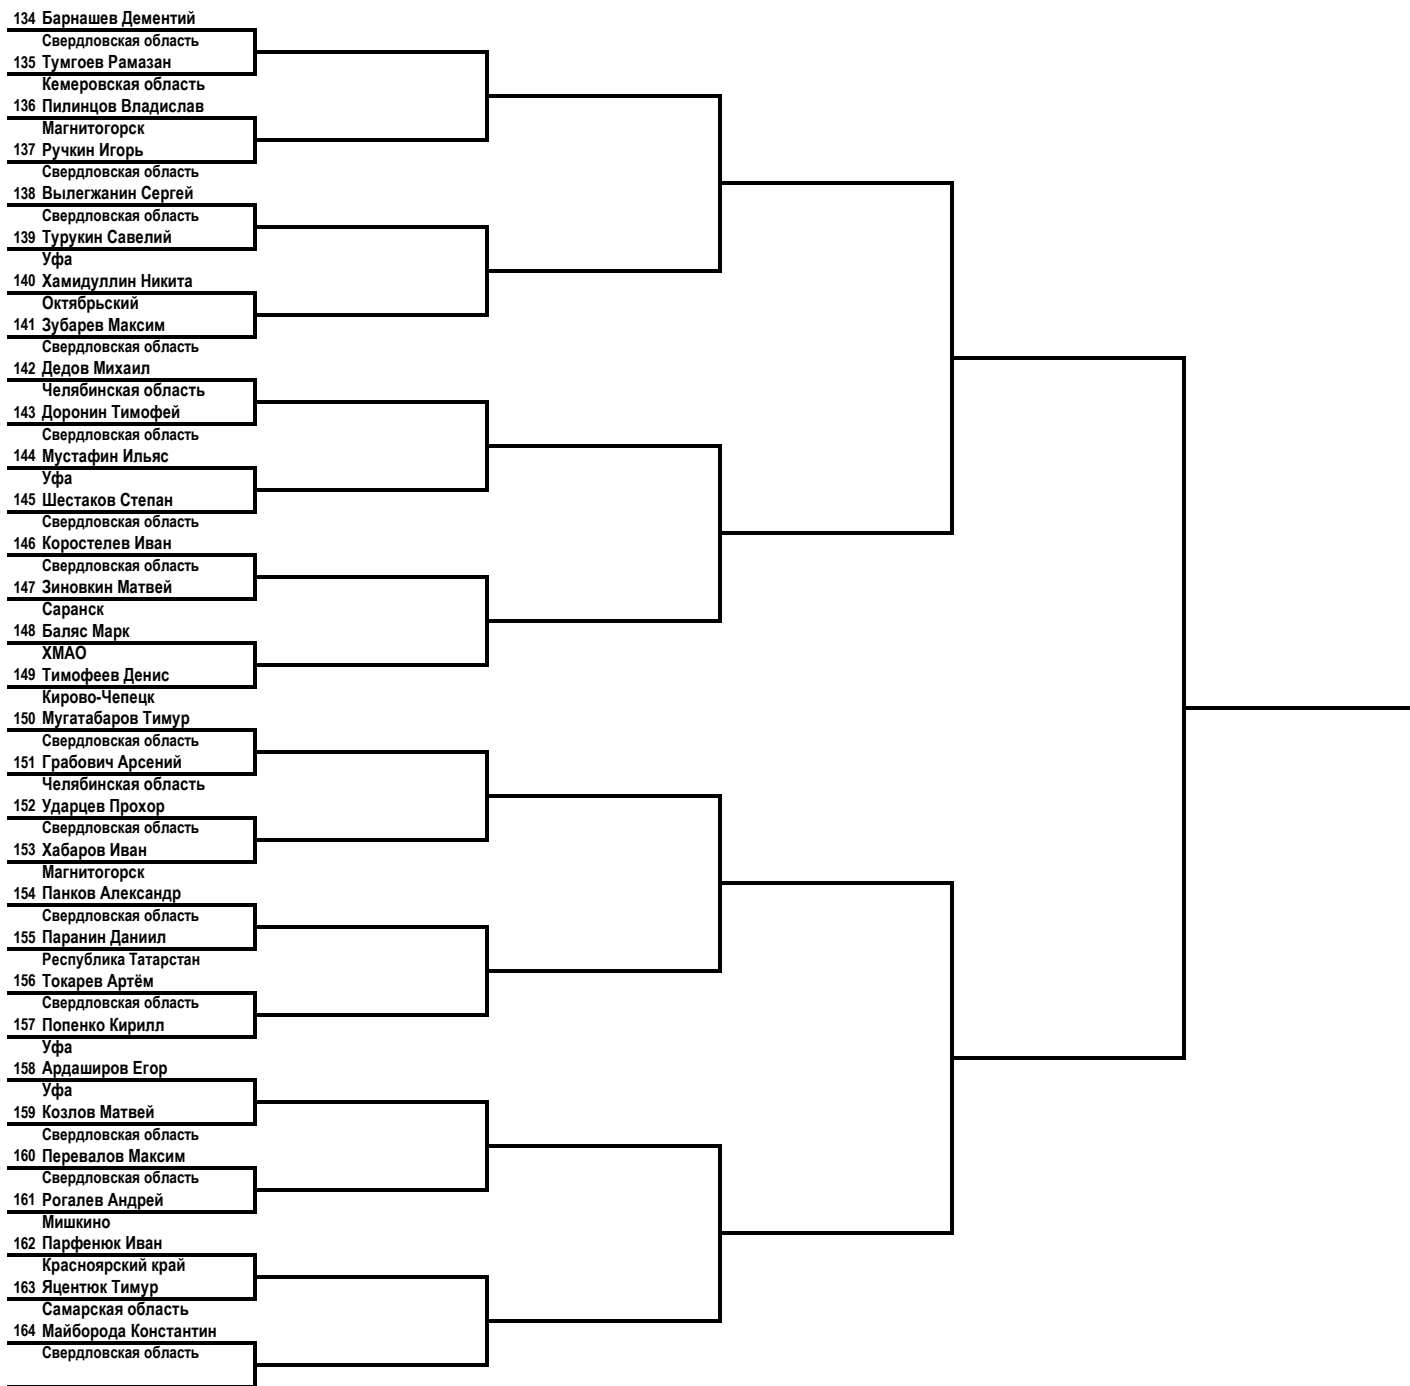 134 Барнашев Дементий
Свердловская область
135 Тумгоев Рамазан
Кемеровская область
136 Пилинцов Владислав
Магнитогорск
137 Ручкин Игорь
Свердловская область
138 Вылегжанин Сергей
Свердловская область
139 Турукин Савелий
Уфа
140 Хамидуллин Никита
Октябрьский
141 Зубарев Максим
Свердловская область
142 Дедов Михаил
Челябинская область
143 Доронин Тимофей
Свердловская область
144 Мустафин Ильяс
Уфа
145 Шестаков Степан
Свердловская область
146 Коростелев Иван
Свердловская область
147 Зиновкин Матвей
Саранск
148 Баляс Марк
ХМАО
149 Тимофеев Денис
Кирово-Чепецк
150 Мугатабаров Тимур
Свердловская область
151 Грабович Арсений
Челябинская область
152 Ударцев Прохор
Свердловская область
153 Хабаров Иван
Магнитогорск
154 Панков Александр
Свердловская область
155 Паранин Даниил
Республика Татарстан
156 Токарев Артём
Свердловская область
157 Попенко Кирилл
Уфа
158 Ардаширов Егор
Уфа
159 Козлов Матвей
Свердловская область
160 Перевалов Максим
Свердловская область
161 Рогалев Андрей
Мишкино
162 Парфенюк Иван
Красноярский край
163 Яцентюк Тимур
Самарская область
164 Майборода Константин
Свердловская область